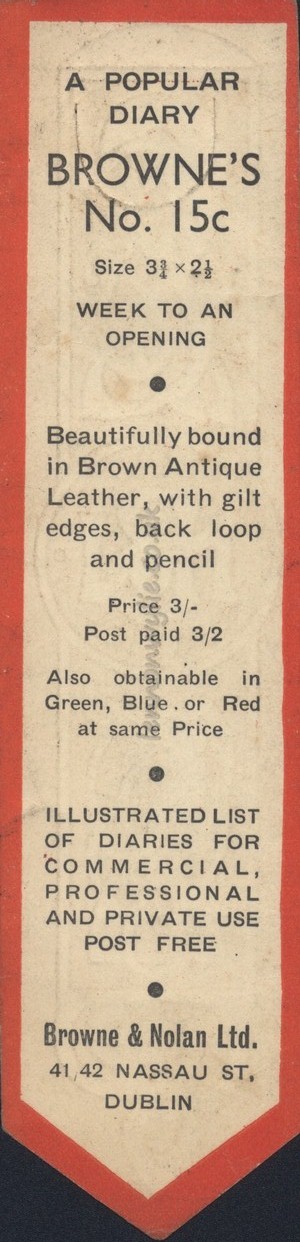 A POPULAR
DIARY
BROWNE'S
No. 15c
Size 3¾ × 2½
WEEK TO AN
OPENING
●
Beautifully bound
in Brown Antique
Leather, with gilt
edges, back loop
and pencil
Price 3/-
Post paid 3/2
Also obtainable in
Green, Blue . or Red
at same Price
●
ILLUSTRATED LIST
OF DIARIES FOR
COMMERCIAL,
PROFESSIONAL
AND PRIVATE USE
POST FREE
●
Browne & Nolan Ltd.
41/42 NASSAU ST,
DUBLIN